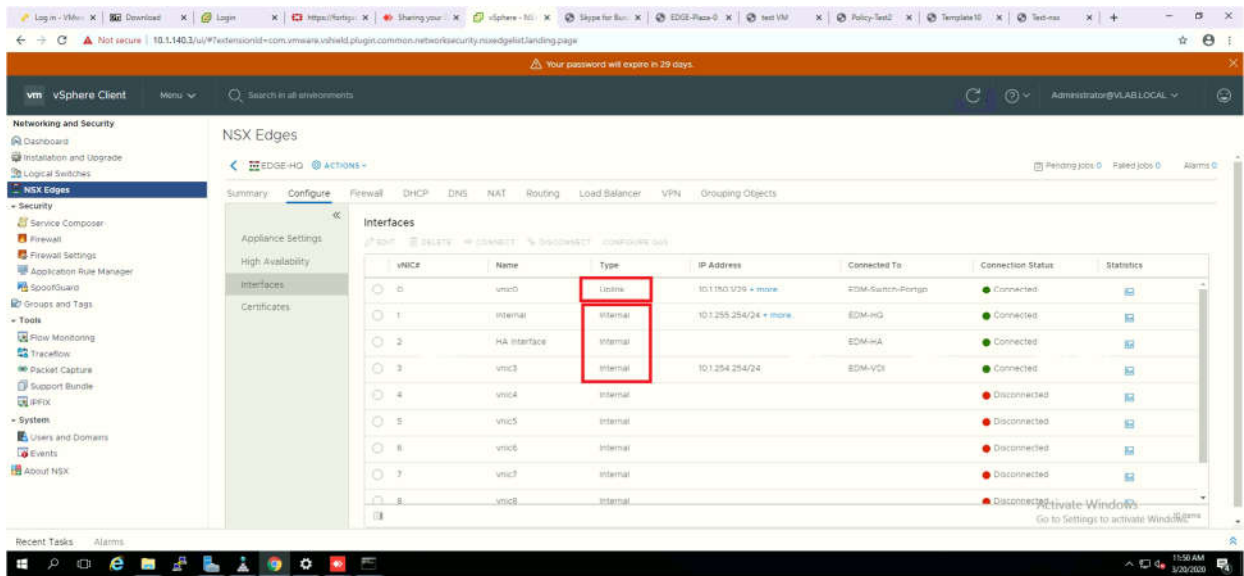 Log in - VMw
Download
Login
https://fortiga
Sharing your
vSphere - NS
Skype for Bus
EDGE-Plaza-0
test VM
Policy-Test2
Template10
Test-nsx
Not secure | 10.1.140.3/ui/#?extensionId=com.vmware.vshield.plugin.common.networksecurity.nsxedgelist.landing.page
Your password will expire in 29 days.
vm vSphere Client Menu Search in all environments Administrator@VLAB.LOCAL
Networking and Security
Dashboard
Installation and Upgrade
Logical Switches
NSX Edges
Security
Service Composer
Firewall
Firewall Settings
Application Rule Manager
SpoofGuard
Groups and Tags
Tools
Flow Monitoring
Traceflow
Packet Capture
Support Bundle
IPFIX
System
Users and Domains
Events
About NSX
NSX Edges
EDGE-HQ ACTIONS Pending jobs 0 Failed jobs 0 Alarms 0
Summary Configure Firewall DHCP DNS NAT Routing Load Balancer VPN Grouping Objects
Appliance Settings
High Availability
Interfaces
Certificates
Interfaces
EDIT DELETE CONNECT DISCONNECT CONFIGURE QOS
vNIC# Name Type IP Address Connected To Connection Status Statistics
0 vnic0 Uplink 10.1.150.1/29 + more EDM-Switch-Portgp Connected
1 Internal Internal 10.1.255.254/24 + more EDM-HQ Connected
2 HA Interface Internal EDM-HA Connected
3 vnic3 Internal 10.1.254.254/24 EDM-VDI Connected
4 vnic4 Internal Disconnected
5 vnic5 Internal Disconnected
6 vnic6 Internal Disconnected
7 vnic7 Internal Disconnected
8 vnic8 Internal Disconnected
10 items
Activate Windows
Go to Settings to activate Windows.
Recent Tasks Alarms
11:50 AM
3/20/2020